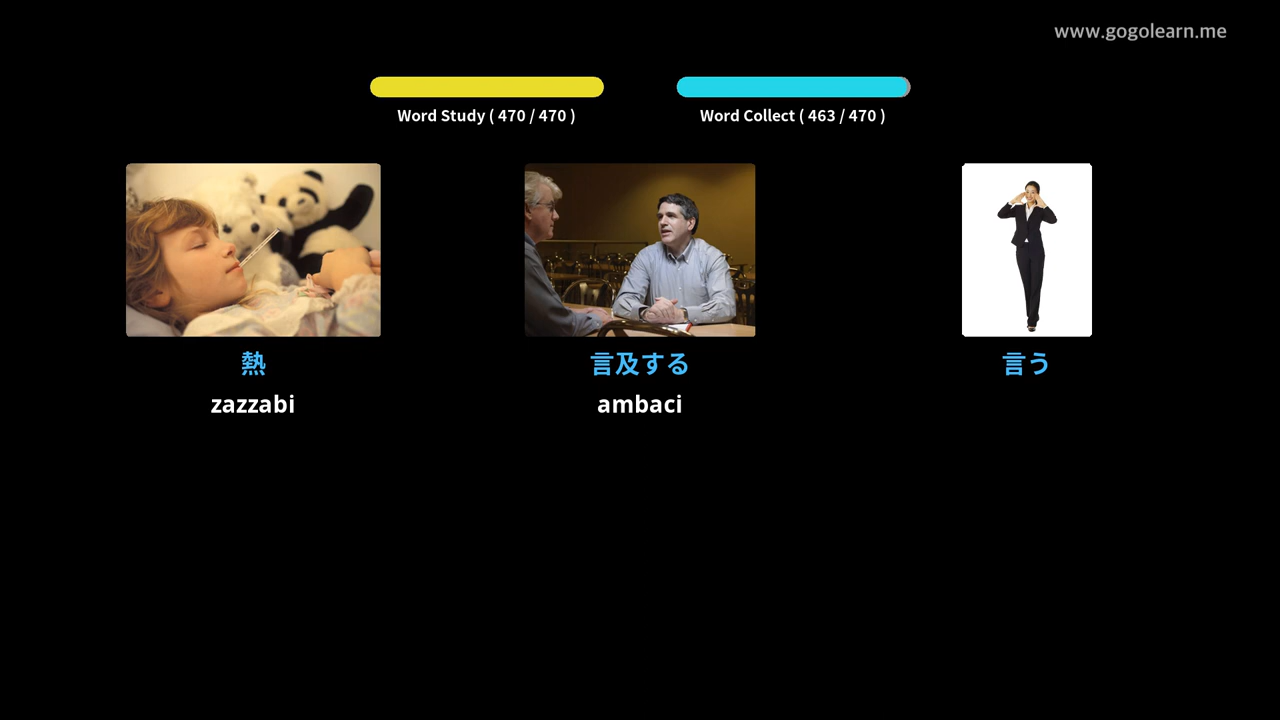 www.gogolearn.me
Word Study ( 470 / 470 )
Word Collect ( 463 / 470 )
熱
言及する
言う
zazzabi
ambaci